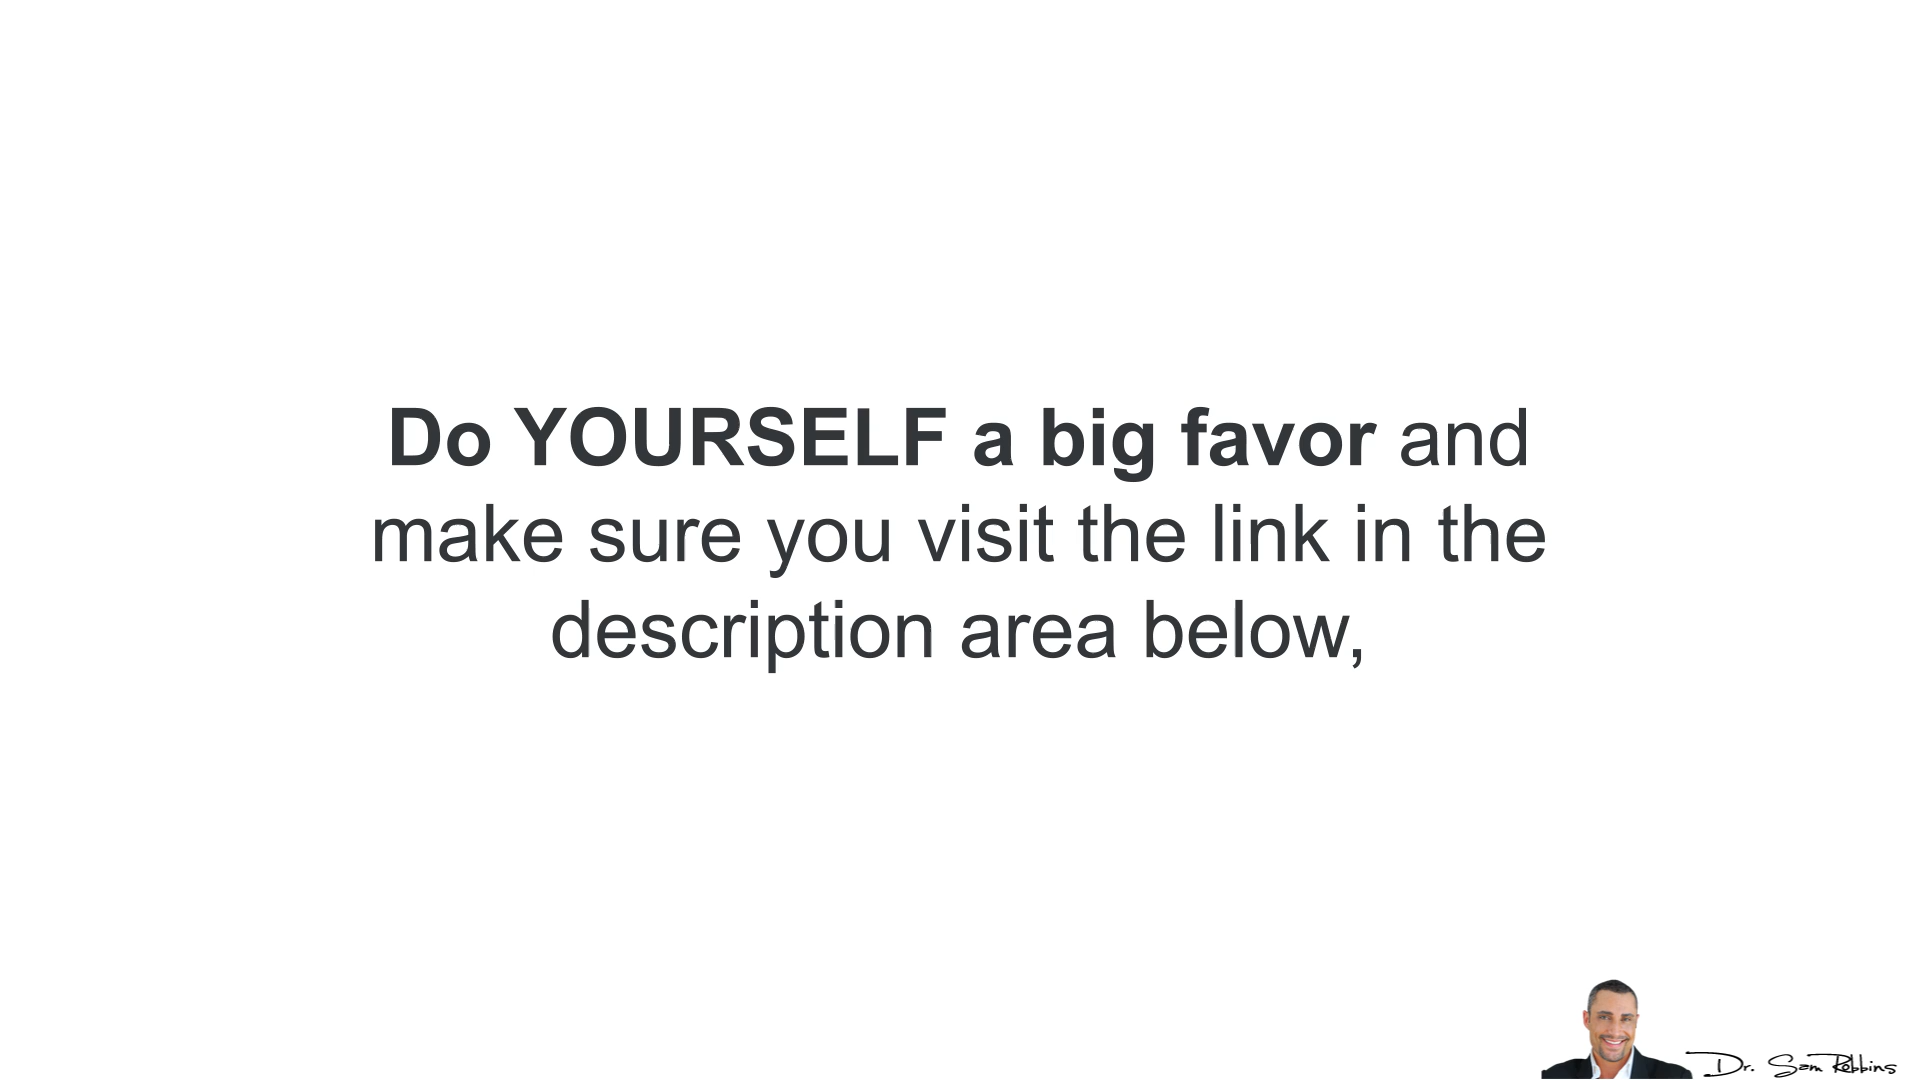 Do YOURSELF a big favor and
make sure you visit the link in the
description area below,
Dr. Sam Robbins